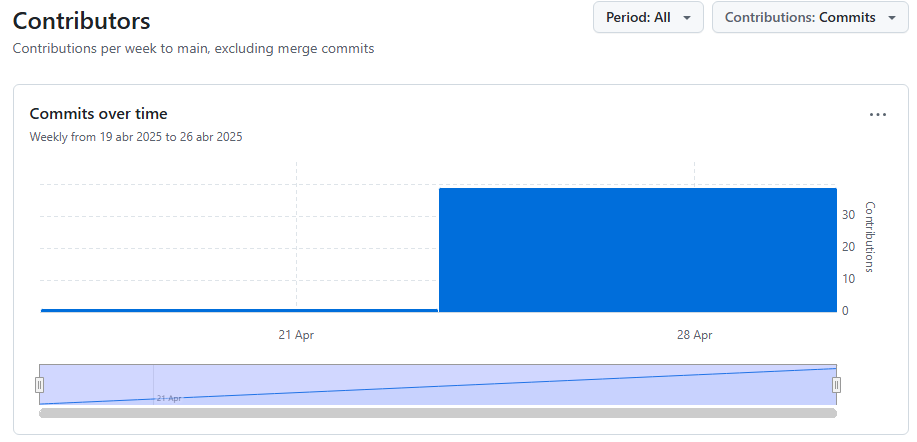 Contributors
Period: All
Contributions: Commits
Contributions per week to main, excluding merge commits
Commits over time
Weekly from 19 abr 2025 to 26 abr 2025
30
20
10
0
Contributions
21 Apr
28 Apr
21 Apr